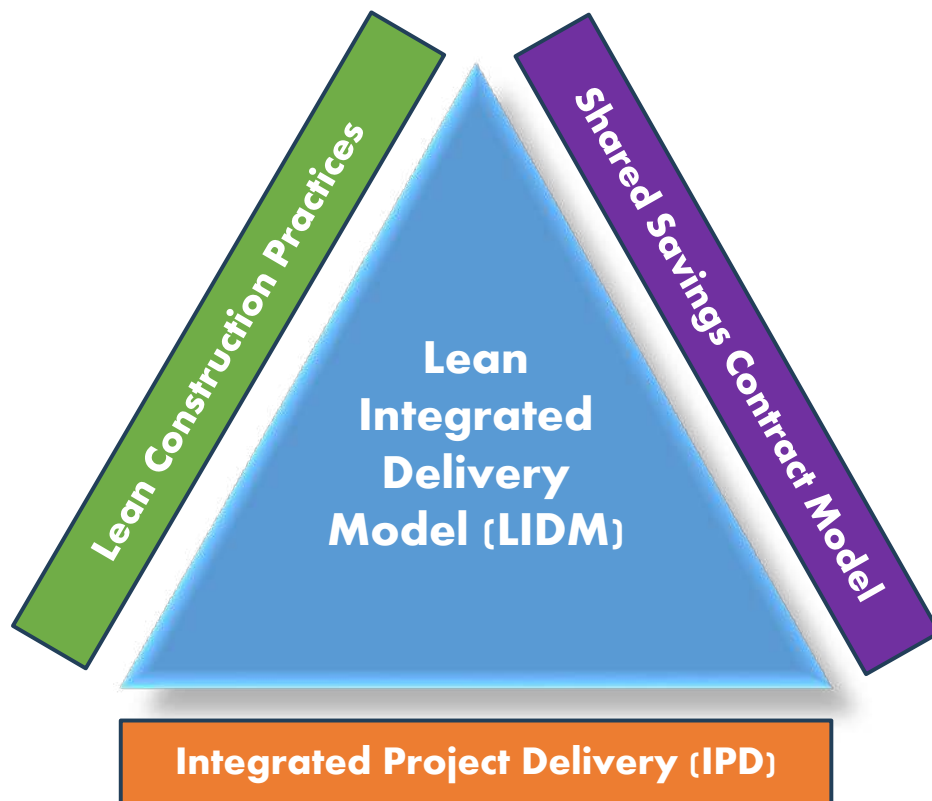 Lean Construction Practices
Shared Savings Contract Model
Lean
Integrated
Delivery
Model (LIDM)
Integrated Project Delivery (IPD)